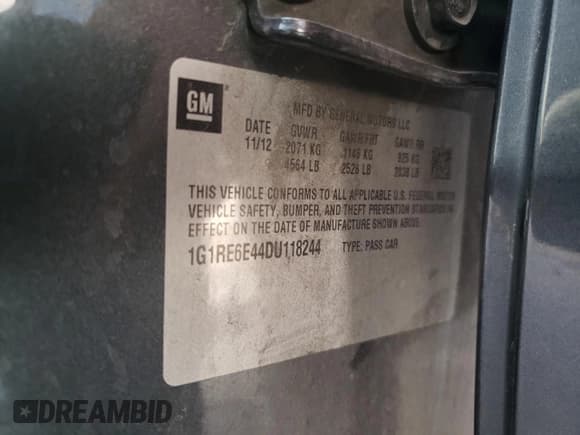 GM
MFD BY GENERAL MOTORS LLC
DATE GVWR GAWR FRT GAWR RR
11/12 2071 KG 1146 KG 925 KG
4564 LB 2526 LB 2038 LB
THIS VEHICLE CONFORMS TO ALL APPLICABLE U.S. FEDERAL MOTOR
VEHICLE SAFETY, BUMPER, AND THEFT PREVENTION STANDARDS IN
EFFECT ON THE DATE OF MANUFACTURE SHOWN ABOVE.
1G1RE6E44DU118244 TYPE: PASS CAR
DREAMBID